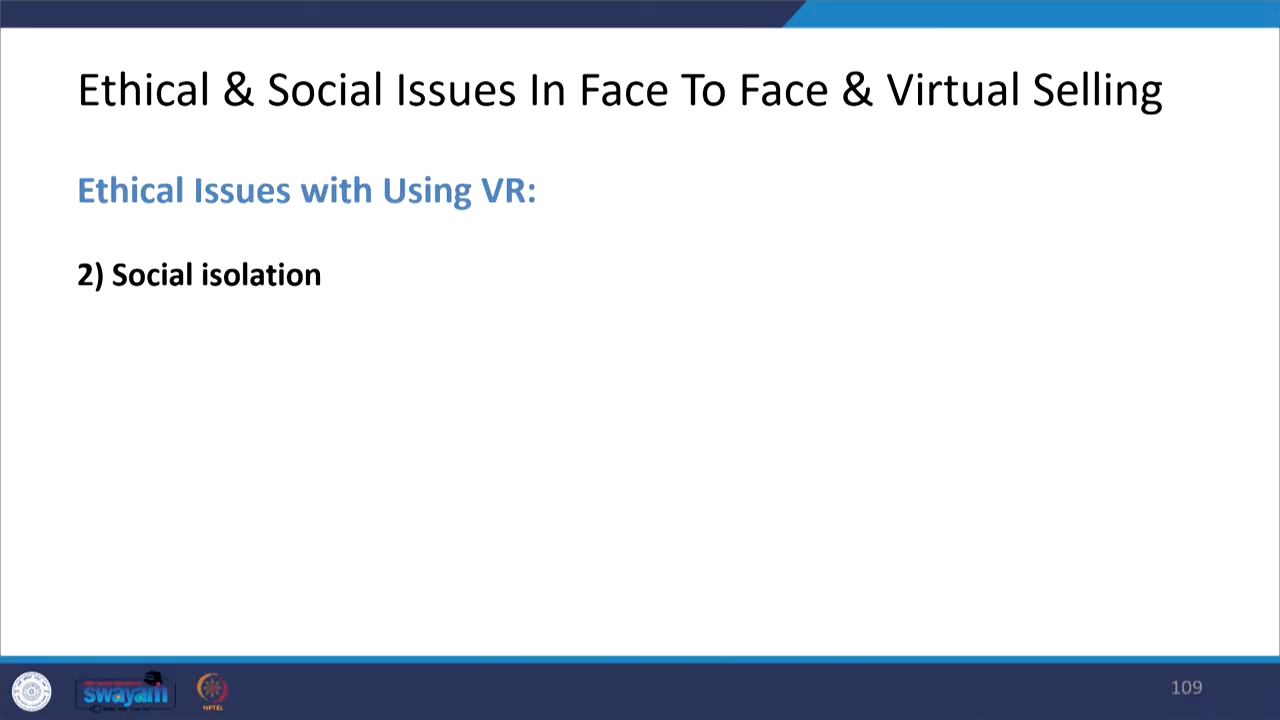 Ethical & Social Issues In Face To Face & Virtual Selling
Ethical Issues with Using VR:
2) Social isolation
swayam
NPTEL
109